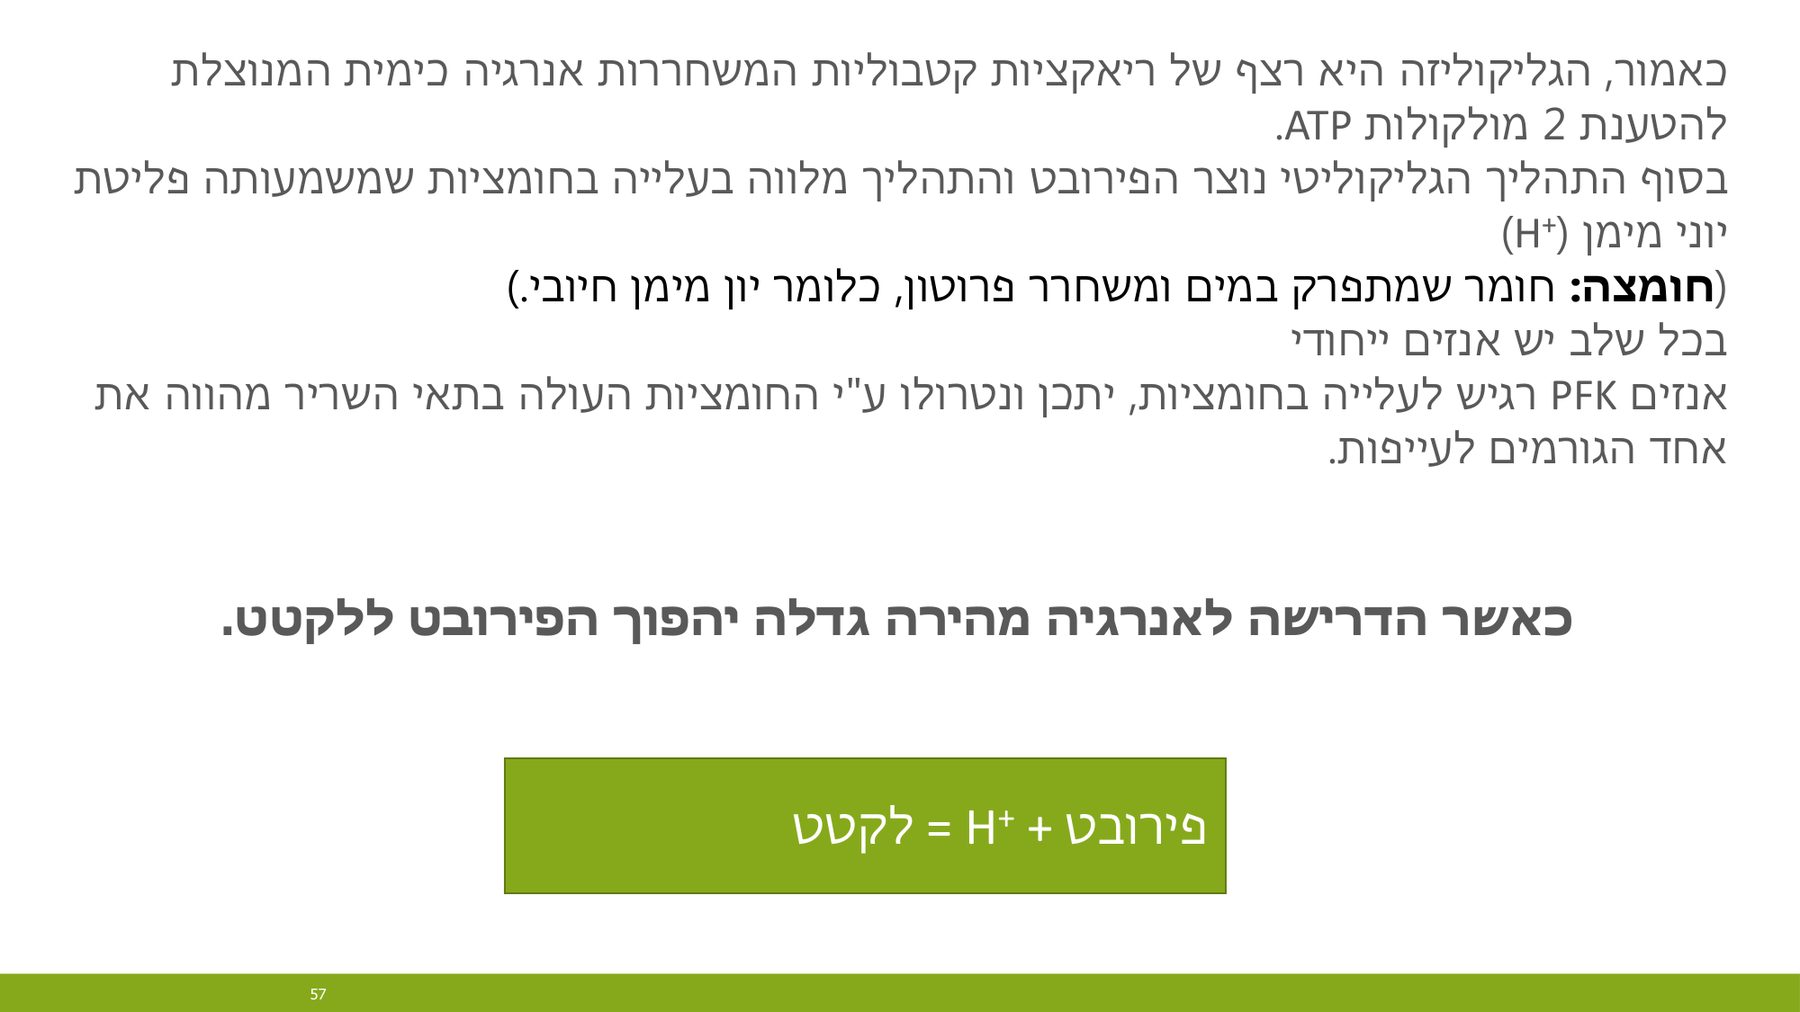 כאמור, הגליקוליזה היא רצף של ריאקציות קטבוליות המשחררות אנרגיה כימית המנוצלת
להטענת 2 מולקולות ATP.
בסוף התהליך הגליקוליטי נוצר הפירובט והתהליך מלווה בעלייה בחומציות שמשמעותה פליטת
יוני מימן (H⁺)
(חומצה: חומר שמתפרק במים ומשחרר פרוטון, כלומר יון מימן חיובי.)
בכל שלב יש אנזים ייחודי
אנזים PFK רגיש לעלייה בחומציות, יתכן ונטרולו ע"י החומציות העולה בתאי השריר מהווה את
אחד הגורמים לעייפות.
כאשר הדרישה לאנרגיה מהירה גדלה יהפוך הפירובט ללקטט.
פירובט + H⁺ = לקטט
57